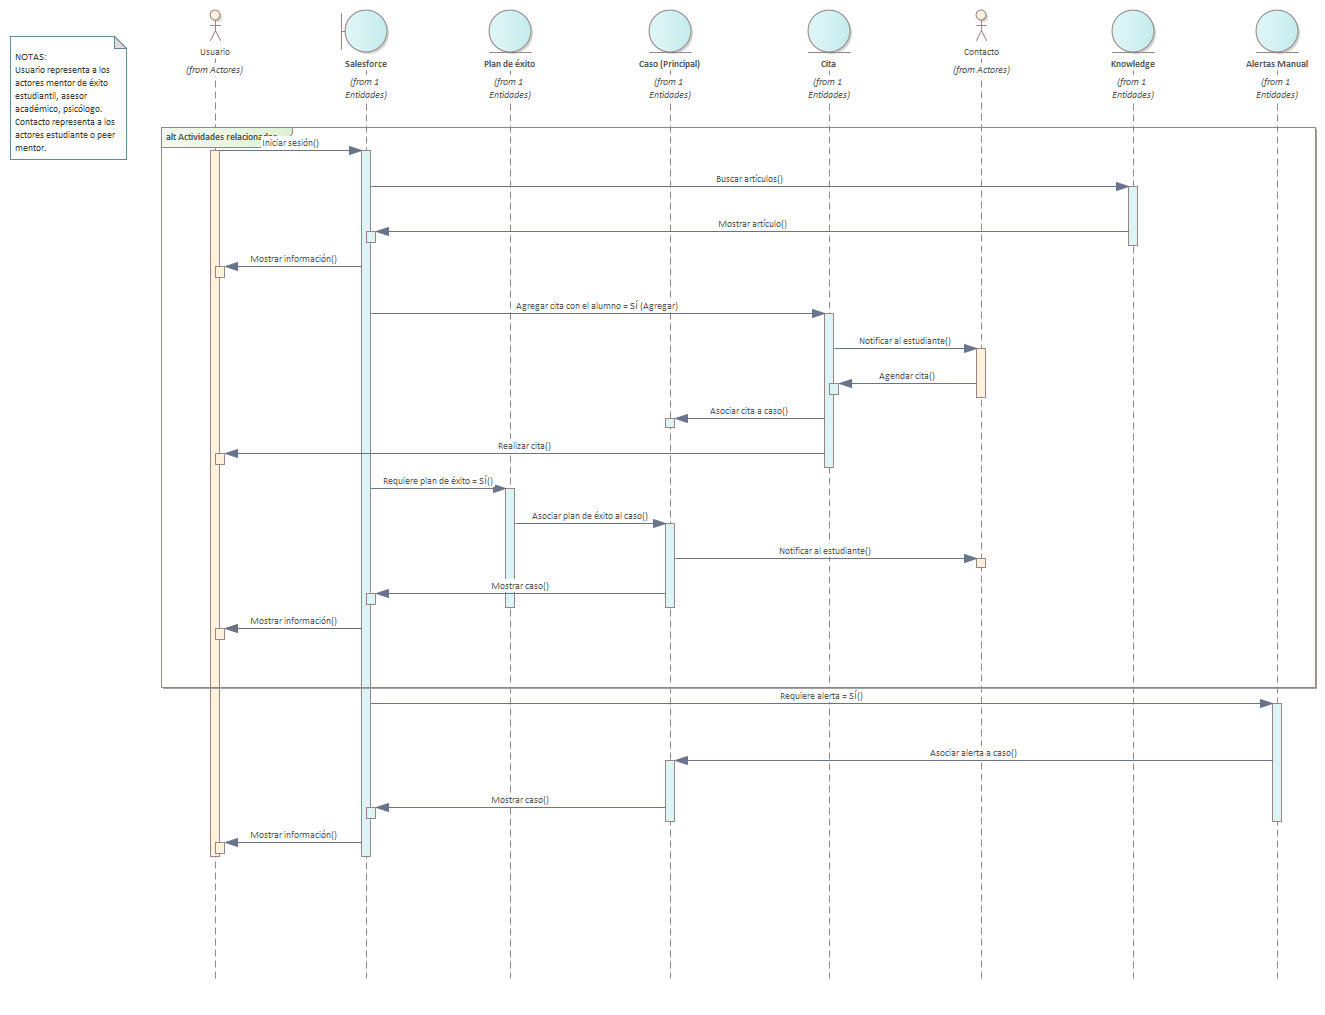 NOTAS:
Usuario representa a los
actores mentor de éxito
estudiantil, asesor
académico, psicólogo.
Contacto representa a los
actores estudiante o peer
mentor.
Usuario
(from Actores)
Salesforce
(from 1
Entidades)
Plan de éxito
(from 1
Entidades)
Caso (Principal)
(from 1
Entidades)
Cita
(from 1
Entidades)
Contacto
(from Actores)
Knowledge
(from 1
Entidades)
Alertas Manual
(from 1
Entidades)
alt Actividades relacionadas
Iniciar sesión()
Buscar artículos()
Mostrar artículo()
Mostrar información()
Agregar cita con el alumno = SÍ (Agregar)
Notificar al estudiante()
Agendar cita()
Asociar cita a caso()
Realizar cita()
Requiere plan de éxito = SÍ()
Asociar plan de éxito al caso()
Notificar al estudiante()
Mostrar caso()
Mostrar información()
Requiere alerta = SÍ()
Asociar alerta a caso()
Mostrar caso()
Mostrar información()